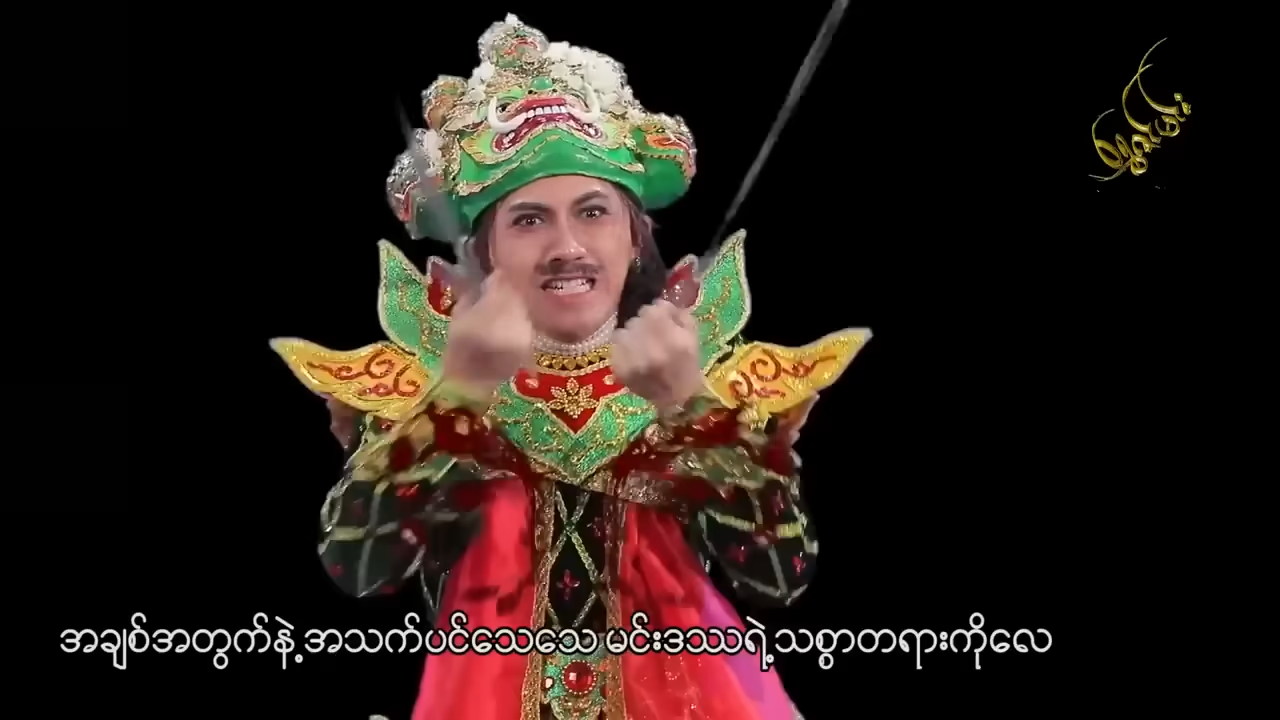 အချစ်အတွက်နဲ့ အသက်ပင်သေသေ မင်းဒဿရဲ့ သစ္စာတရားကိုလေ